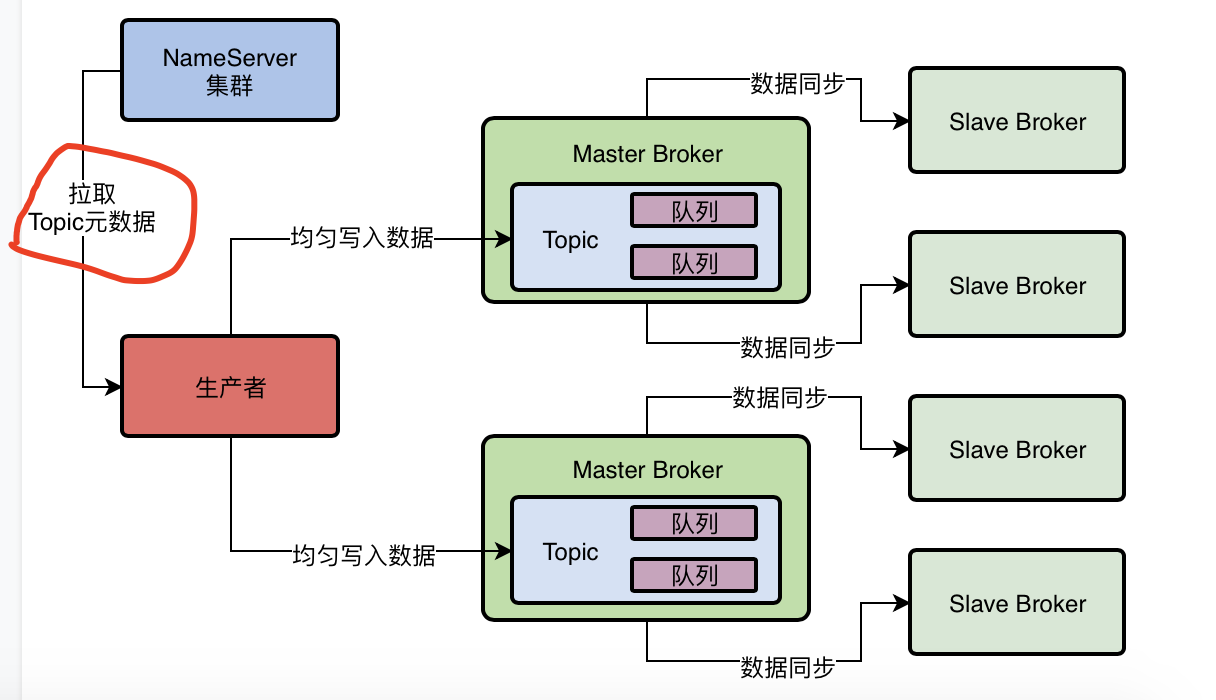 NameServer
集群
拉取
Topic元数据
生产者
均匀写入数据
均匀写入数据
Master Broker
Topic
队列
队列
Master Broker
Topic
队列
队列
数据同步
数据同步
数据同步
数据同步
Slave Broker
Slave Broker
Slave Broker
Slave Broker